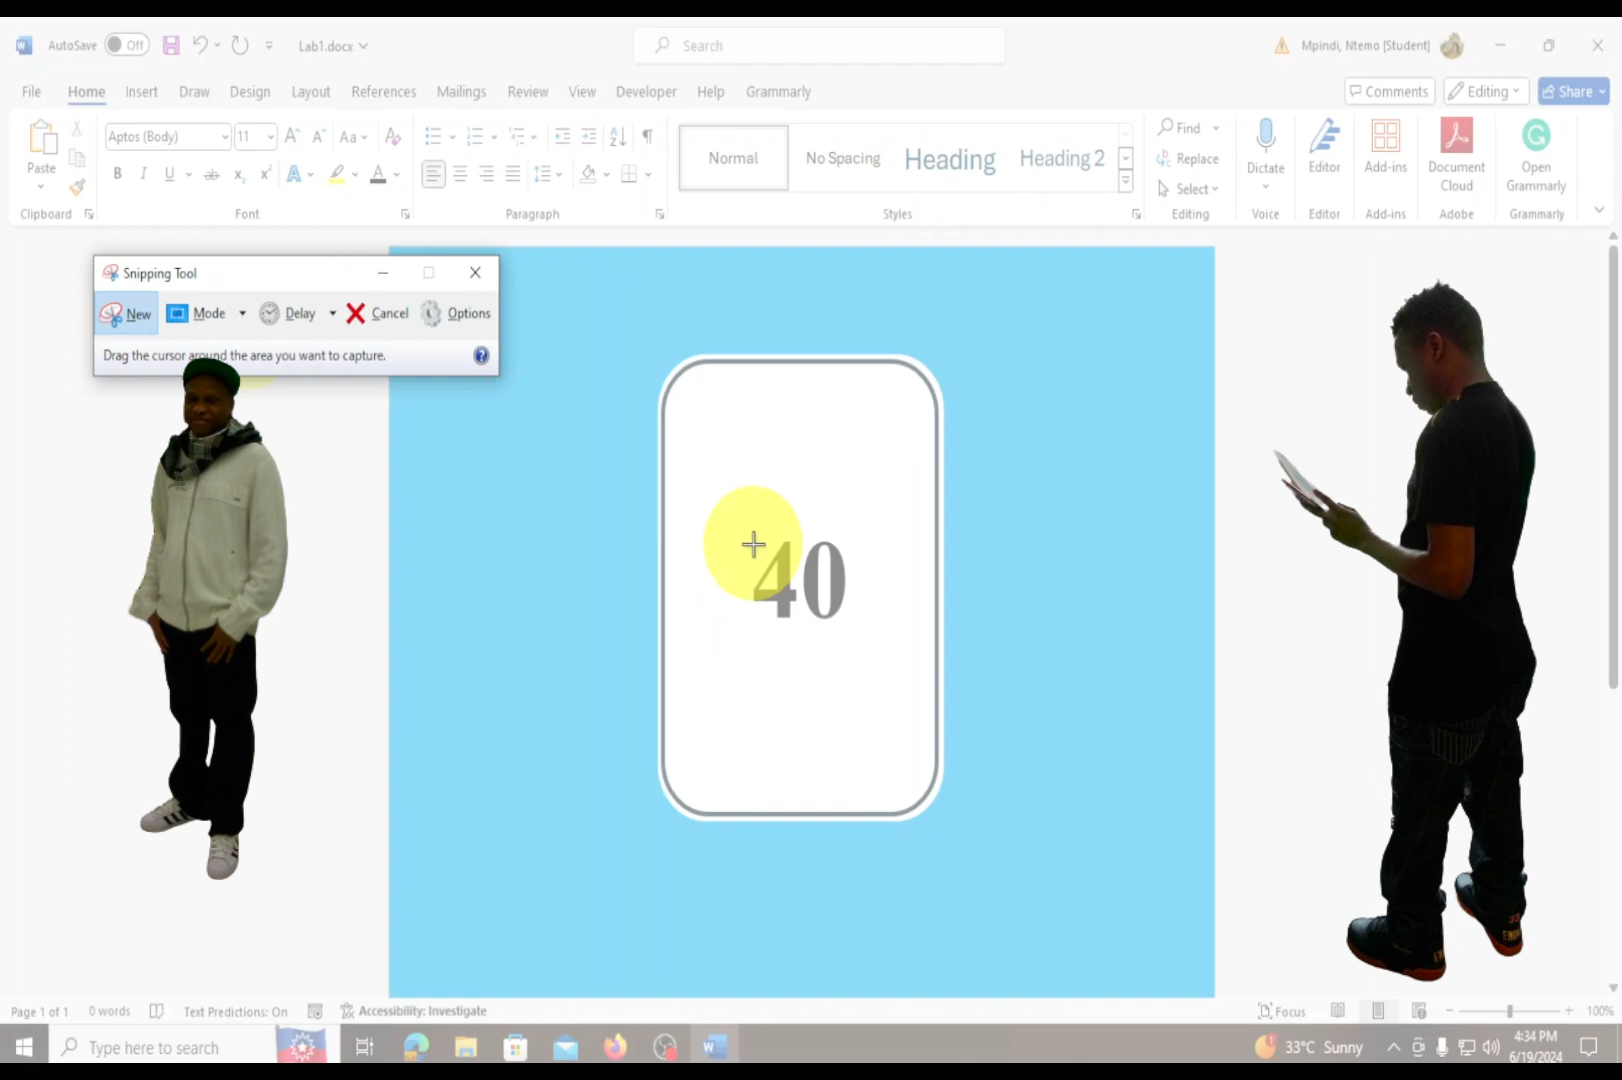 AutoSave Off Lab1.docx Search Mpindi, Ntemo [Student]
File Home Insert Draw Design Layout References Mailings Review View Developer Help Grammarly Comments Editing Share
Aptos (Body) 11 Aa
Paste
B I U ab x₂ x² A A
Normal No Spacing Heading Heading 2
Find
Replace
Select
Dictate Editor Add-ins Document Cloud Open Grammarly
Clipboard Font Paragraph Styles Editing Voice Editor Add-ins Adobe Grammarly
Snipping Tool
New Mode Delay Cancel Options
Drag the cursor around the area you want to capture.
40
Page 1 of 1 0 words Text Predictions: On Accessibility: Investigate Focus 100%
Type here to search 33°C Sunny 4:34 PM
6/19/2024